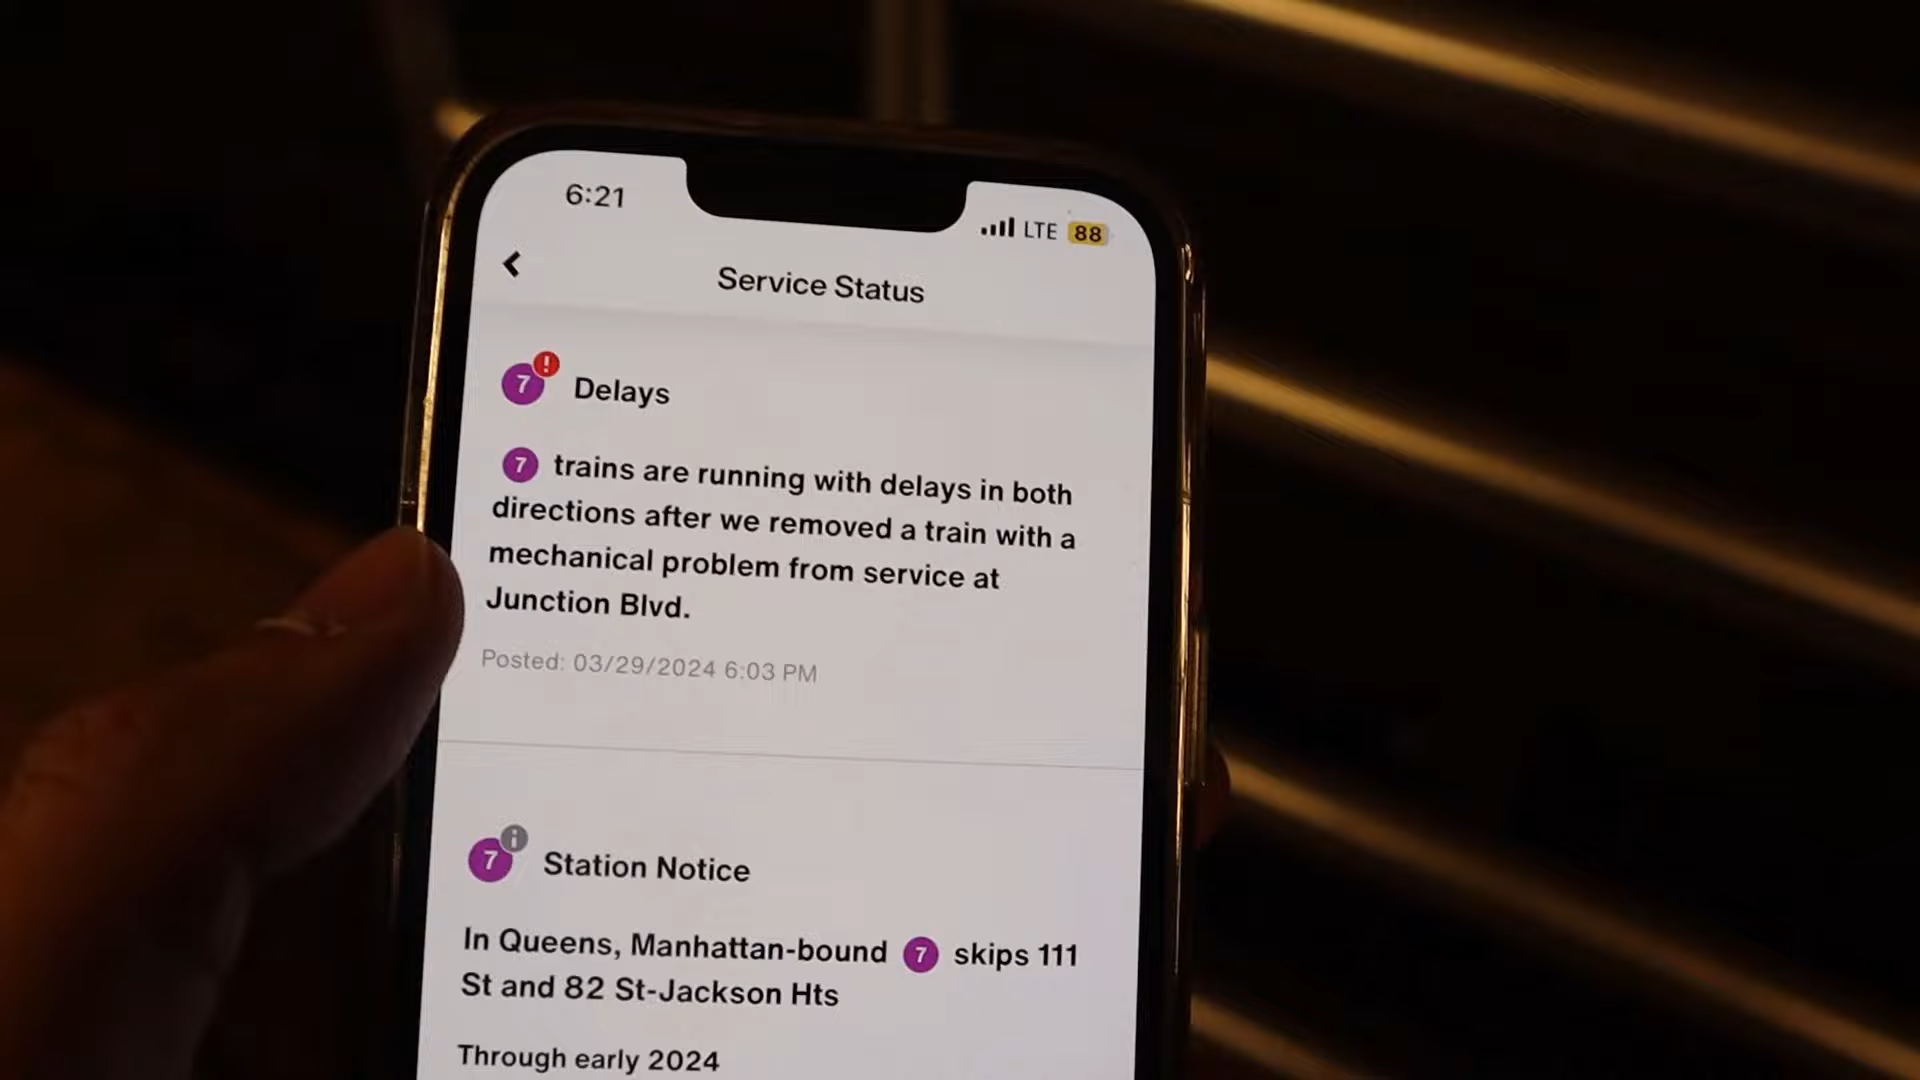 6:21
LTE 88
Service Status
7 ! Delays
7 trains are running with delays in both
directions after we removed a train with a
mechanical problem from service at
Junction Blvd.
Posted: 03/29/2024 6:03 PM
7 i Station Notice
In Queens, Manhattan-bound 7 skips 111
St and 82 St-Jackson Hts
Through early 2024